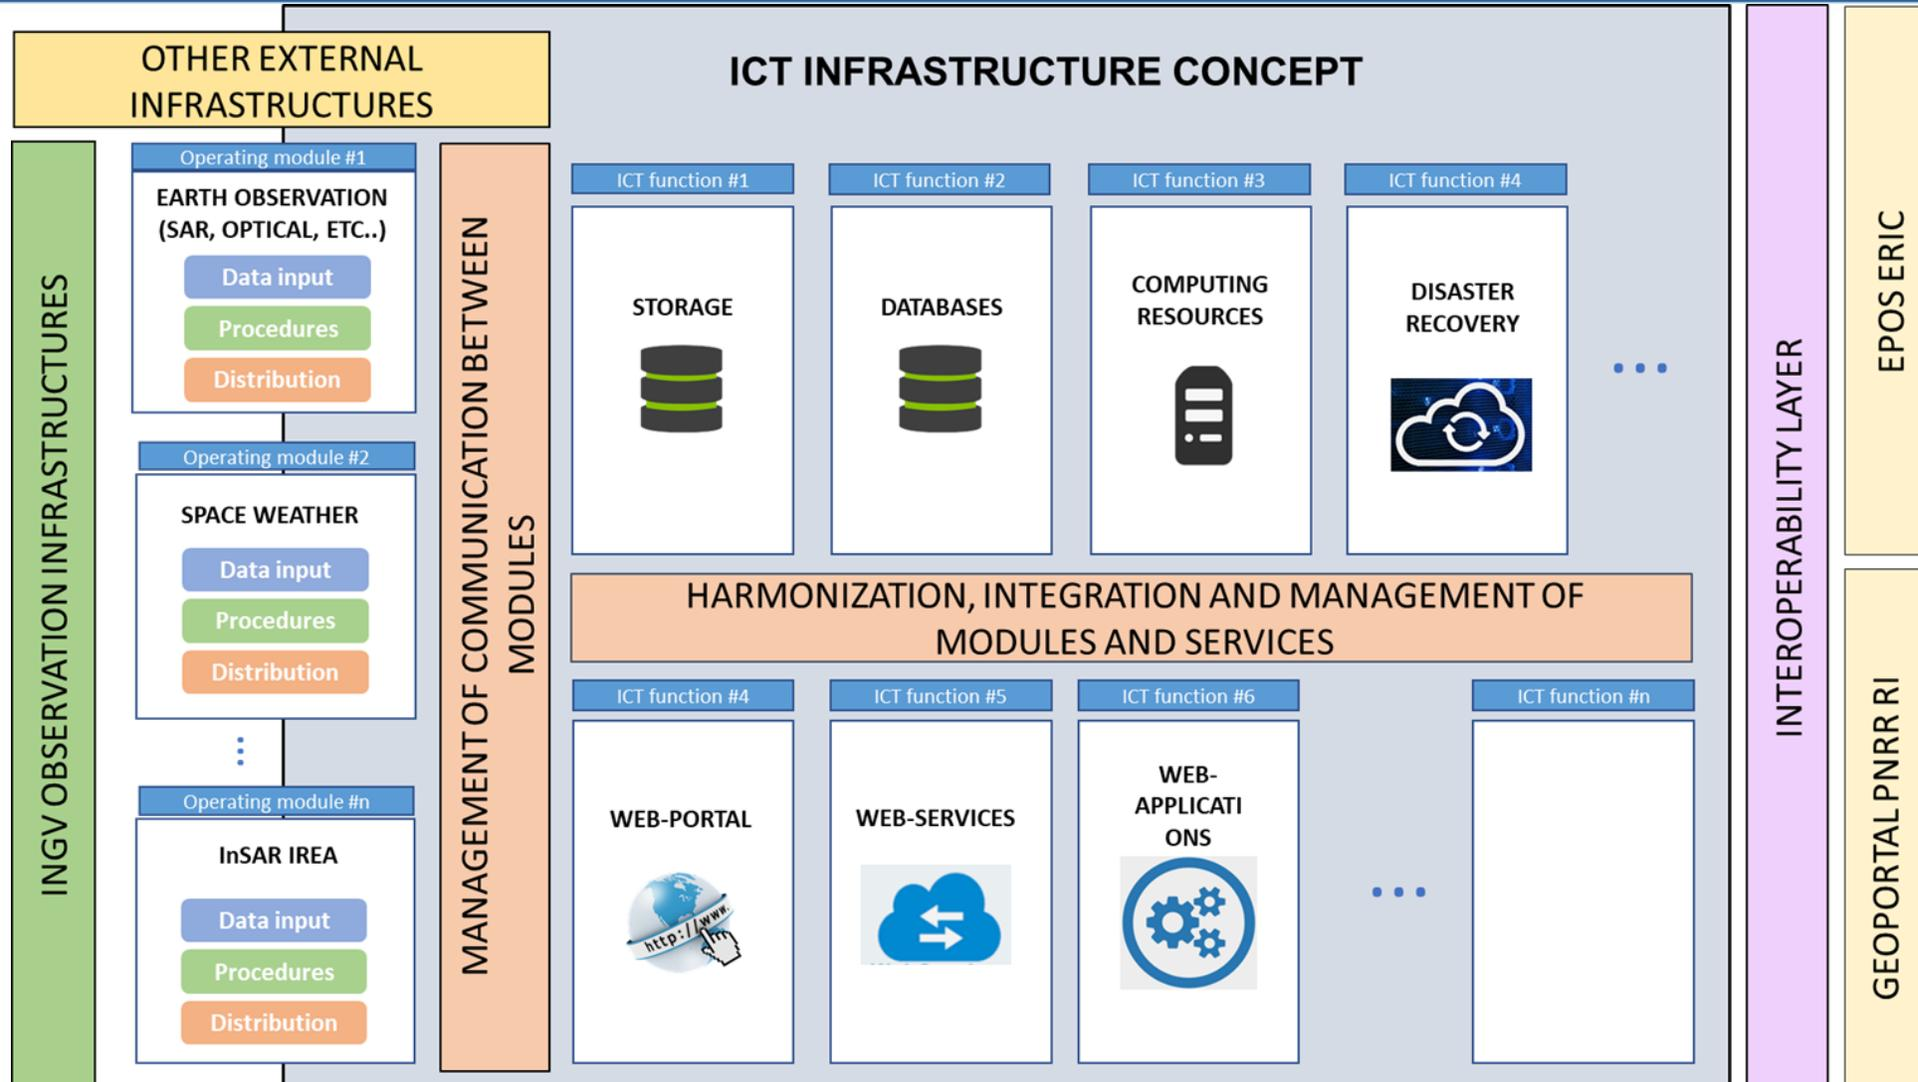 OTHER EXTERNAL
INFRASTRUCTURES
ICT INFRASTRUCTURE CONCEPT
INGV OBSERVATION INFRASTRUCTURES
Operating module #1
EARTH OBSERVATION
(SAR, OPTICAL, ETC..)
Data input
Procedures
Distribution
Operating module #2
SPACE WEATHER
Data input
Procedures
Distribution
Operating module #n
InSAR IREA
Data input
Procedures
Distribution
MANAGEMENT OF COMMUNICATION BETWEEN
MODULES
ICT function #1
STORAGE
ICT function #2
DATABASES
ICT function #3
COMPUTING
RESOURCES
ICT function #4
DISASTER
RECOVERY
...
HARMONIZATION, INTEGRATION AND MANAGEMENT OF
MODULES AND SERVICES
ICT function #4
WEB-PORTAL
http://www.
ICT function #5
WEB-SERVICES
ICT function #6
WEB-
APPLICATI
ONS
...
ICT function #n
INTEROPERABILITY LAYER
EPOS ERIC
GEOPORTAL PNRR RI